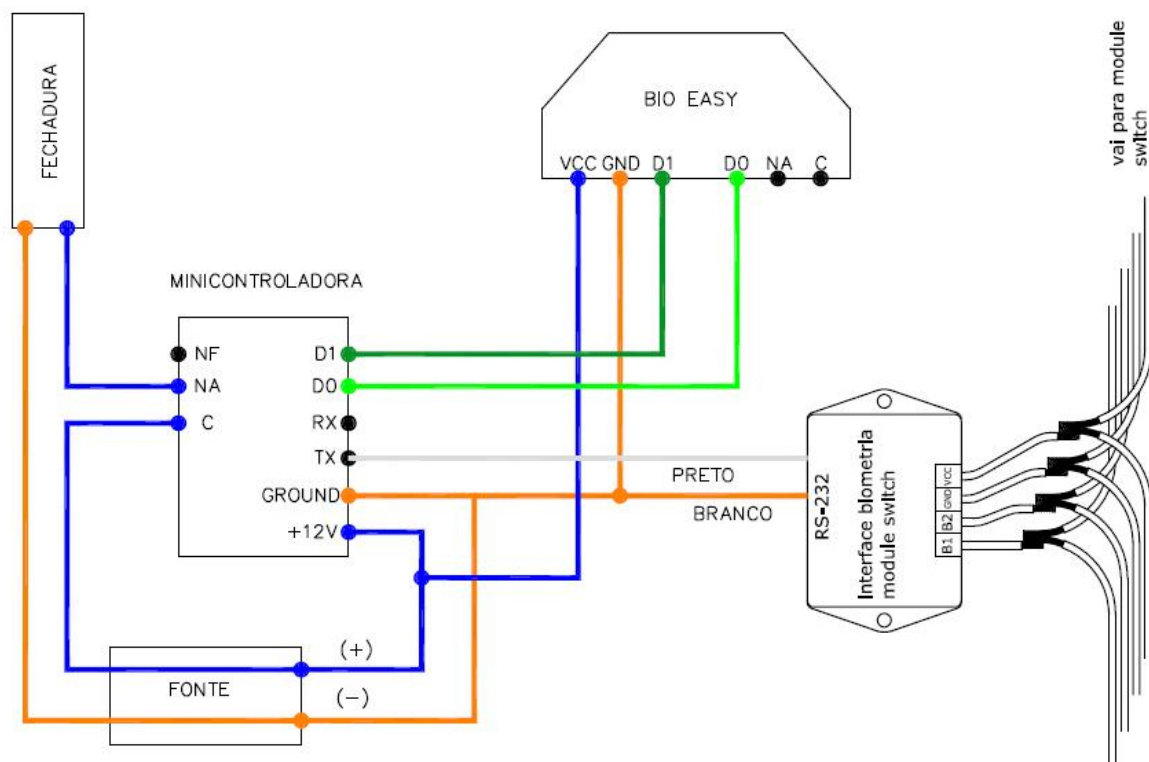 FECHADURA
BIO EASY
VCC GND D1 D0 NA C
vai para module
switch
MINICONTROLADORA
NF
NA
C
D1
D0
RX
TX
GROUND
+12V
PRETO
BRANCO
RS-232
Interface biometria
module switch
VCC
GND
B2
B1
FONTE
(+)
(-)